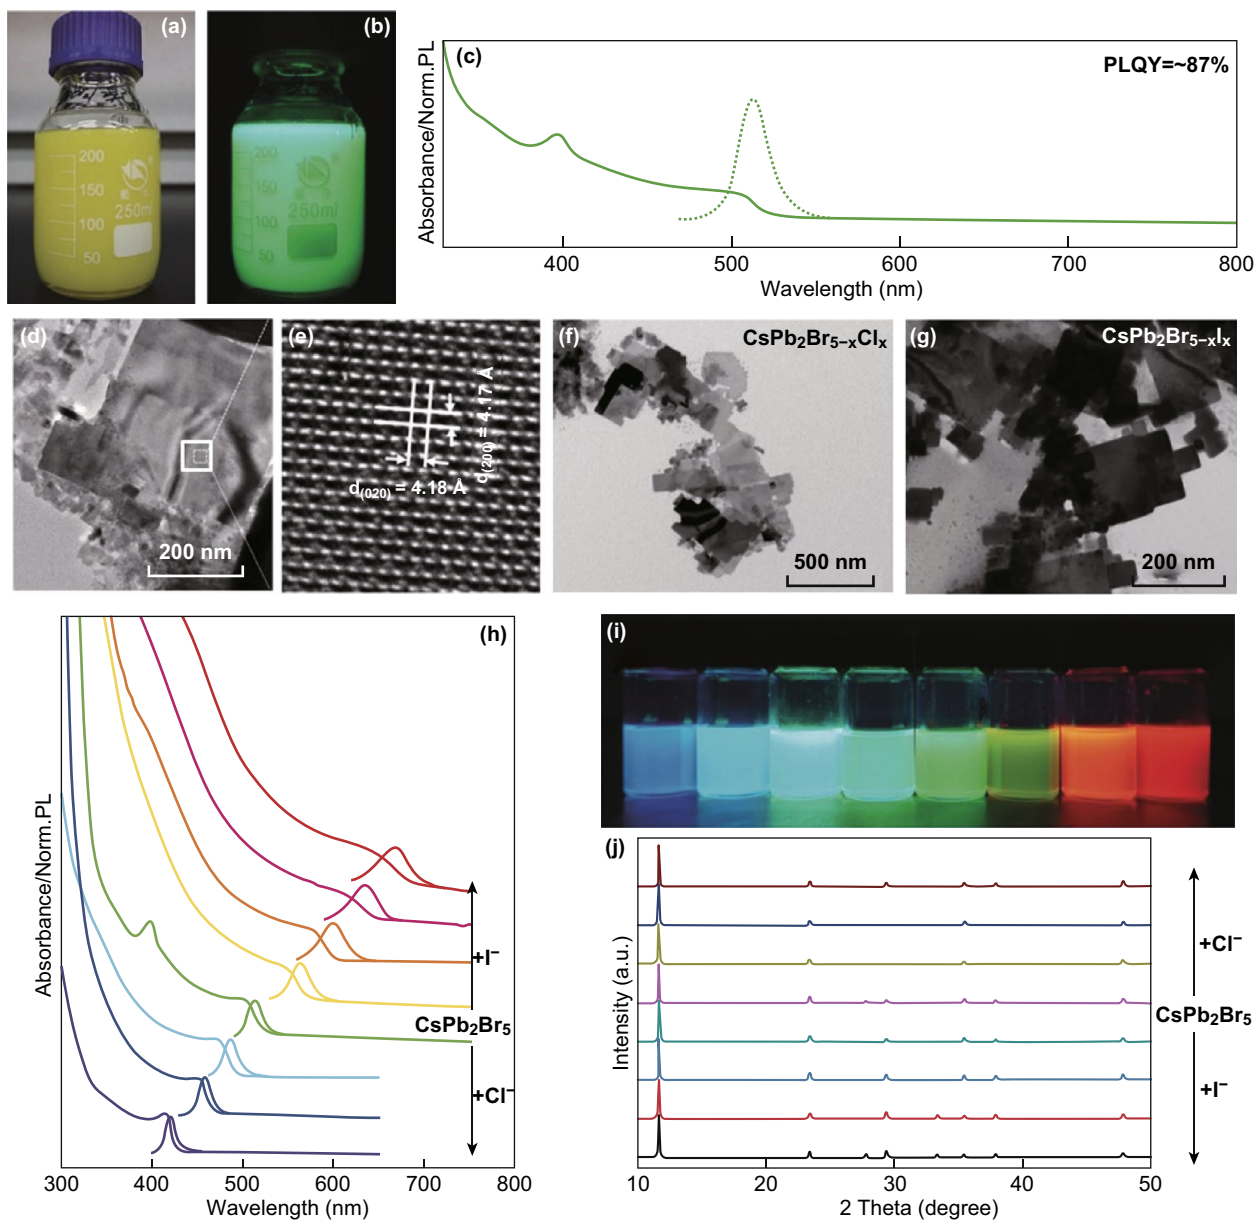 (a)
200
150
100
50
250ml
(b)
200
150
100
50
250ml
(c)
PLQY=~87%
Absorbance/Norm.PL
400
500
600
700
800
Wavelength (nm)
(d)
200 nm
(e)
d(200) = 4.17 Å
d(020) = 4.18 Å
(f)
CsPb₂Br₅₋ₓClₓ
500 nm
(g)
CsPb₂Br₅₋ₓIₓ
200 nm
(h)
Absorbance/Norm.PL
+I⁻
CsPb₂Br₅
+Cl⁻
300
400
500
600
700
800
Wavelength (nm)
(i)
(j)
Intensity (a.u.)
+Cl⁻
CsPb₂Br₅
+I⁻
10
20
30
40
50
2 Theta (degree)